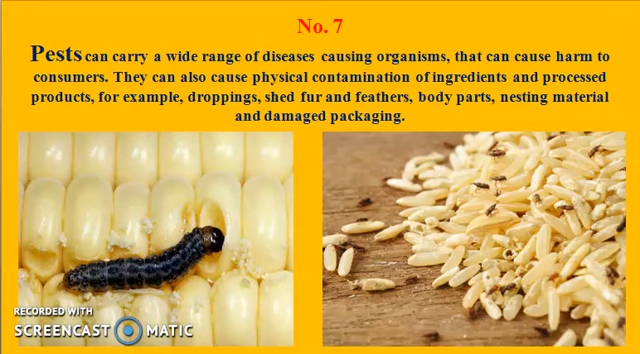 No. 7
Pests can carry a wide range of diseases causing organisms, that can cause harm to
consumers. They can also cause physical contamination of ingredients and processed
products, for example, droppings, shed fur and feathers, body parts, nesting material
and damaged packaging.
RECORDED WITH
SCREENCAST MATIC